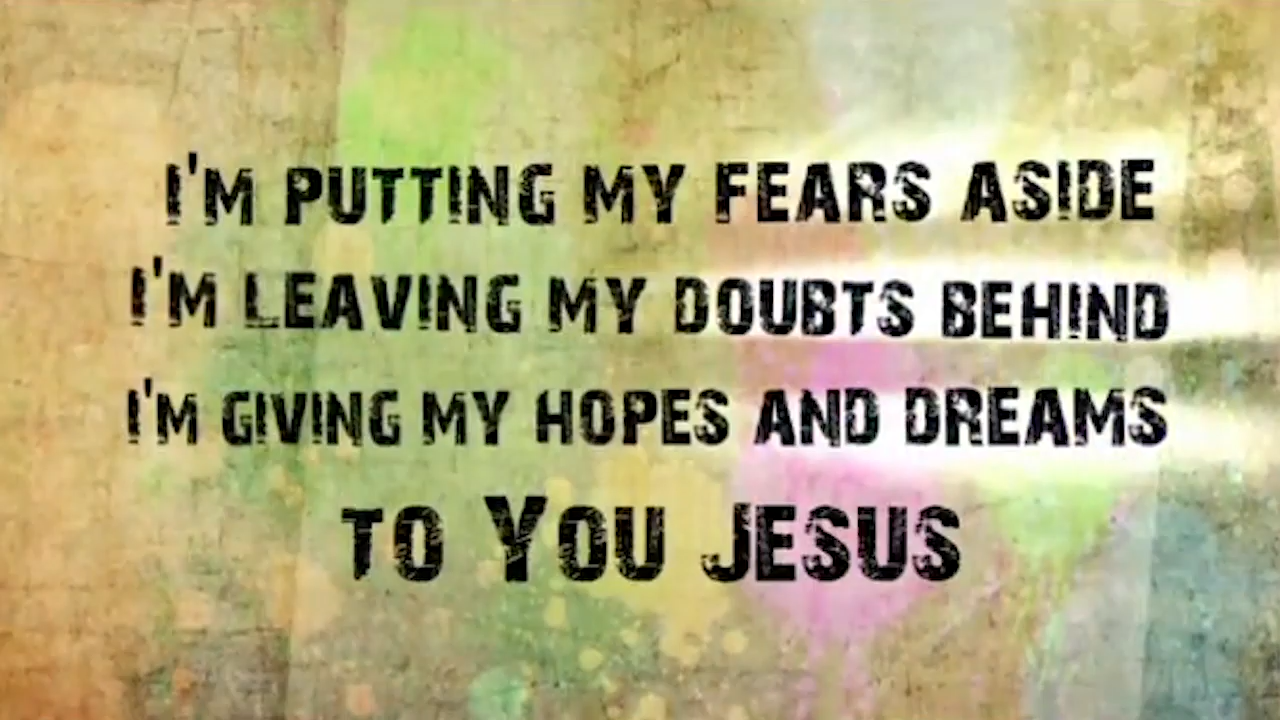 I'M PUTTING MY FEARS ASIDE
I'M LEAVING MY DOUBTS BEHIND
I'M GIVING MY HOPES AND DREAMS
TO YOU JESUS